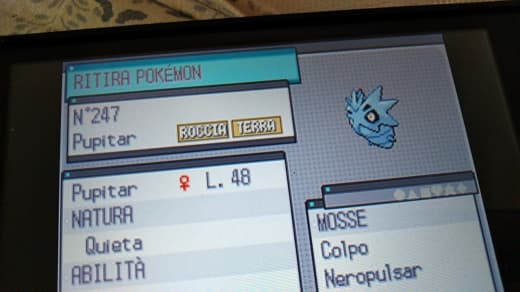 RITIRA POKÉMON
N°247
Pupitar ROCCIA TERRA
Pupitar ♀ L. 48
NATURA
Quieta
ABILITÀ
MOSSE
Colpo
Neropulsar